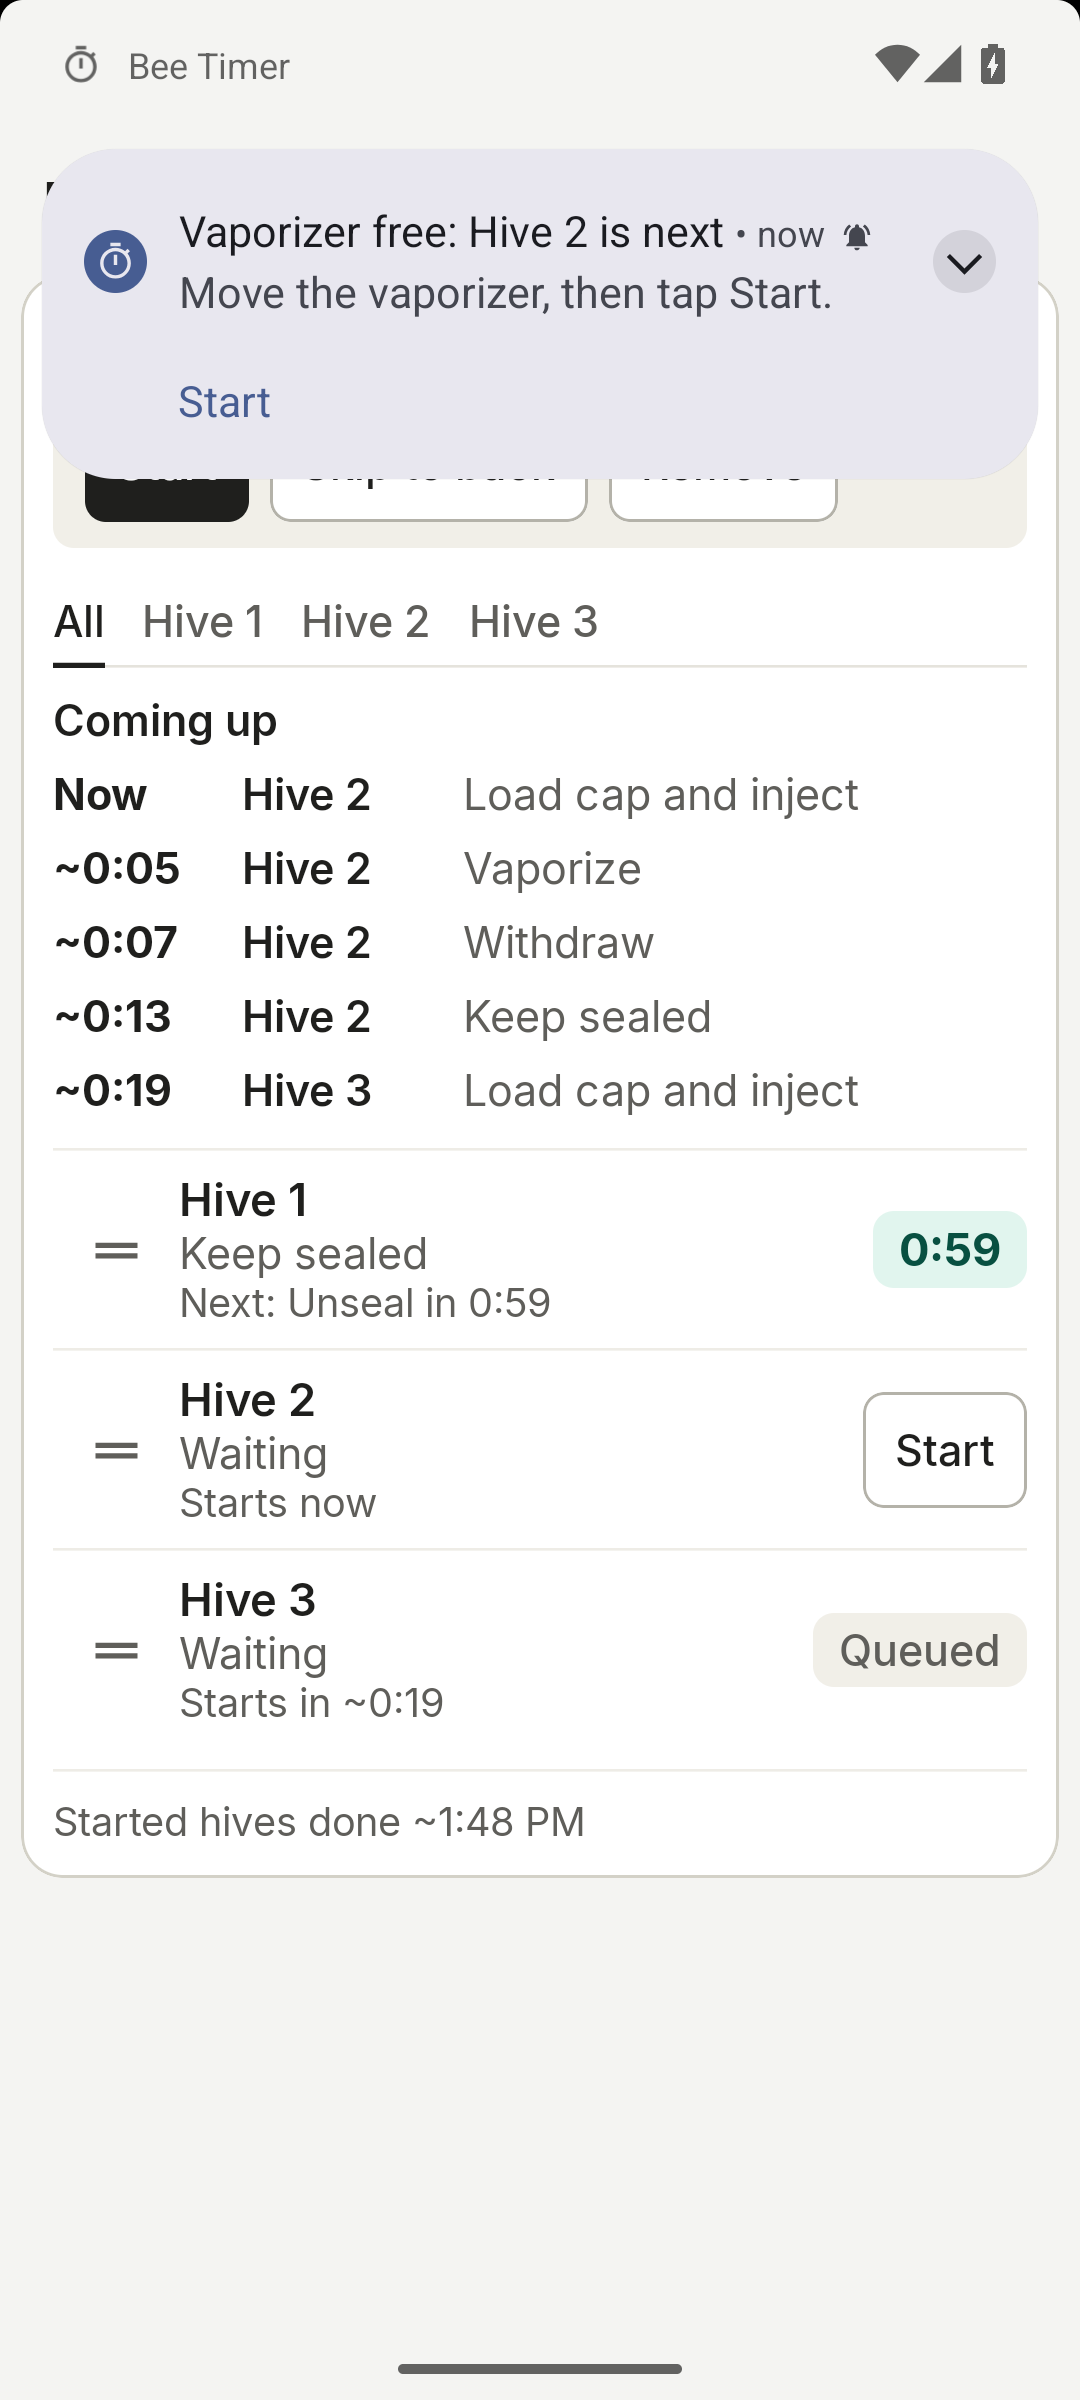 Bee Timer
Vaporizer free: Hive 2 is next • now
Move the vaporizer, then tap Start.
Start
All Hive 1 Hive 2 Hive 3
Coming up
Now Hive 2 Load cap and inject
~0:05 Hive 2 Vaporize
~0:07 Hive 2 Withdraw
~0:13 Hive 2 Keep sealed
~0:19 Hive 3 Load cap and inject
Hive 1
Keep sealed
Next: Unseal in 0:59
0:59
Hive 2
Waiting
Starts now
Start
Hive 3
Waiting
Starts in ~0:19
Queued
Started hives done ~1:48 PM